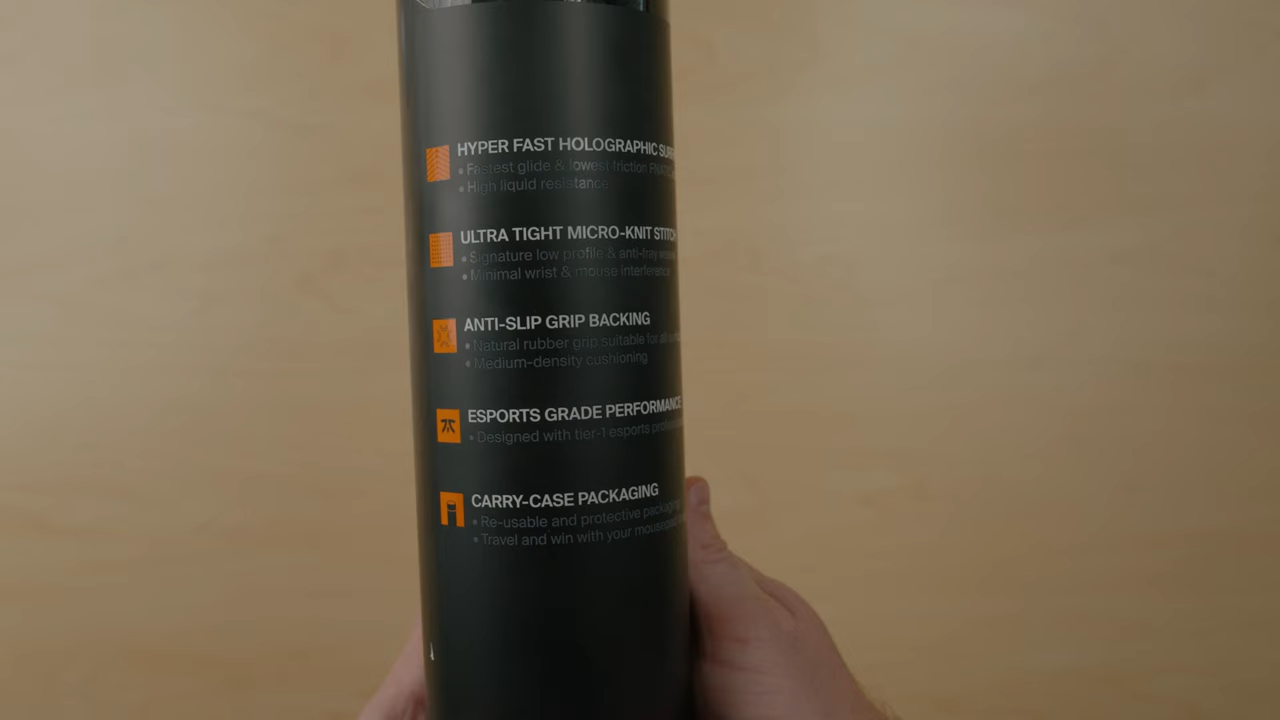 HYPER FAST HOLOGRAPHIC
• Fastest glide & lowest friction
• High liquid resistance
ULTRA TIGHT MICRO-KNIT
• Signature low profile & anti-fray
• Minimal wrist & mouse interference
ANTI-SLIP GRIP BACKING
• Natural rubber grip suitable for all
• Medium-density cushioning
ESPORTS GRADE PERFORMANCE
• Designed with tier-1 esports
CARRY-CASE PACKAGING
• Re-usable and protective packaging
• Travel and win with your